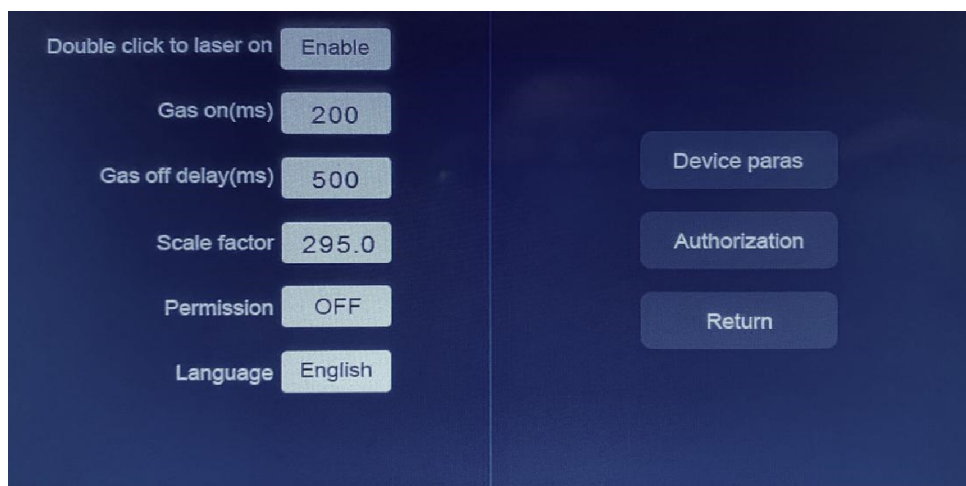 Double click to laser on Enable
Gas on(ms) 200
Gas off delay(ms) 500
Scale factor 295.0
Permission OFF
Language English
Device paras
Authorization
Return